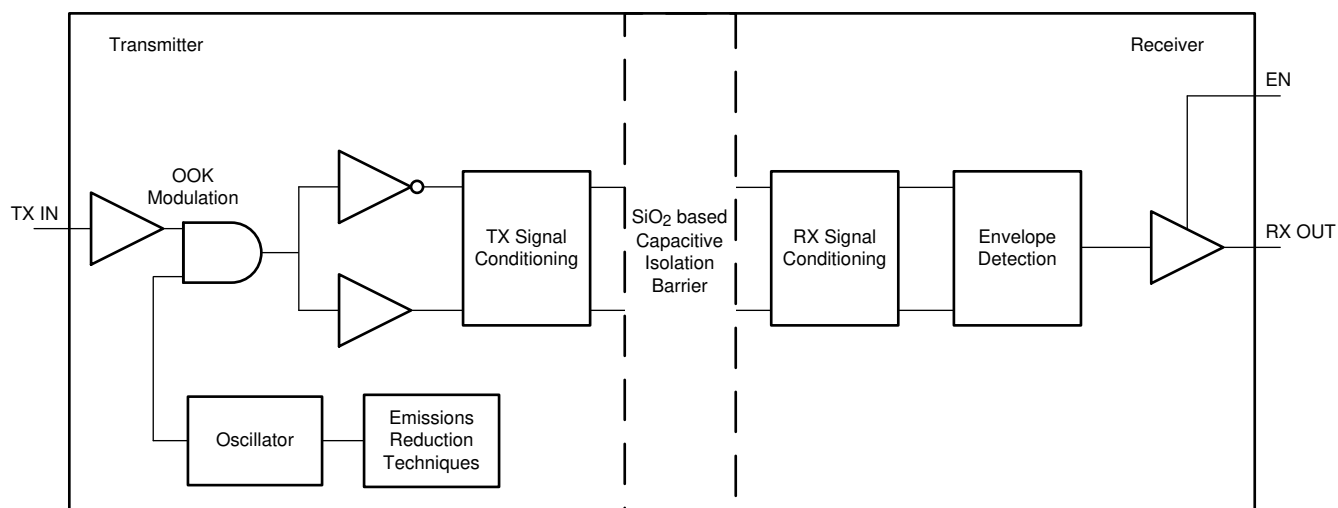 Transmitter
Receiver
EN
OOK
Modulation
TX IN
TX Signal
Conditioning
SiO₂ based
Capacitive
Isolation
Barrier
RX Signal
Conditioning
Envelope
Detection
RX OUT
Oscillator
Emissions
Reduction
Techniques